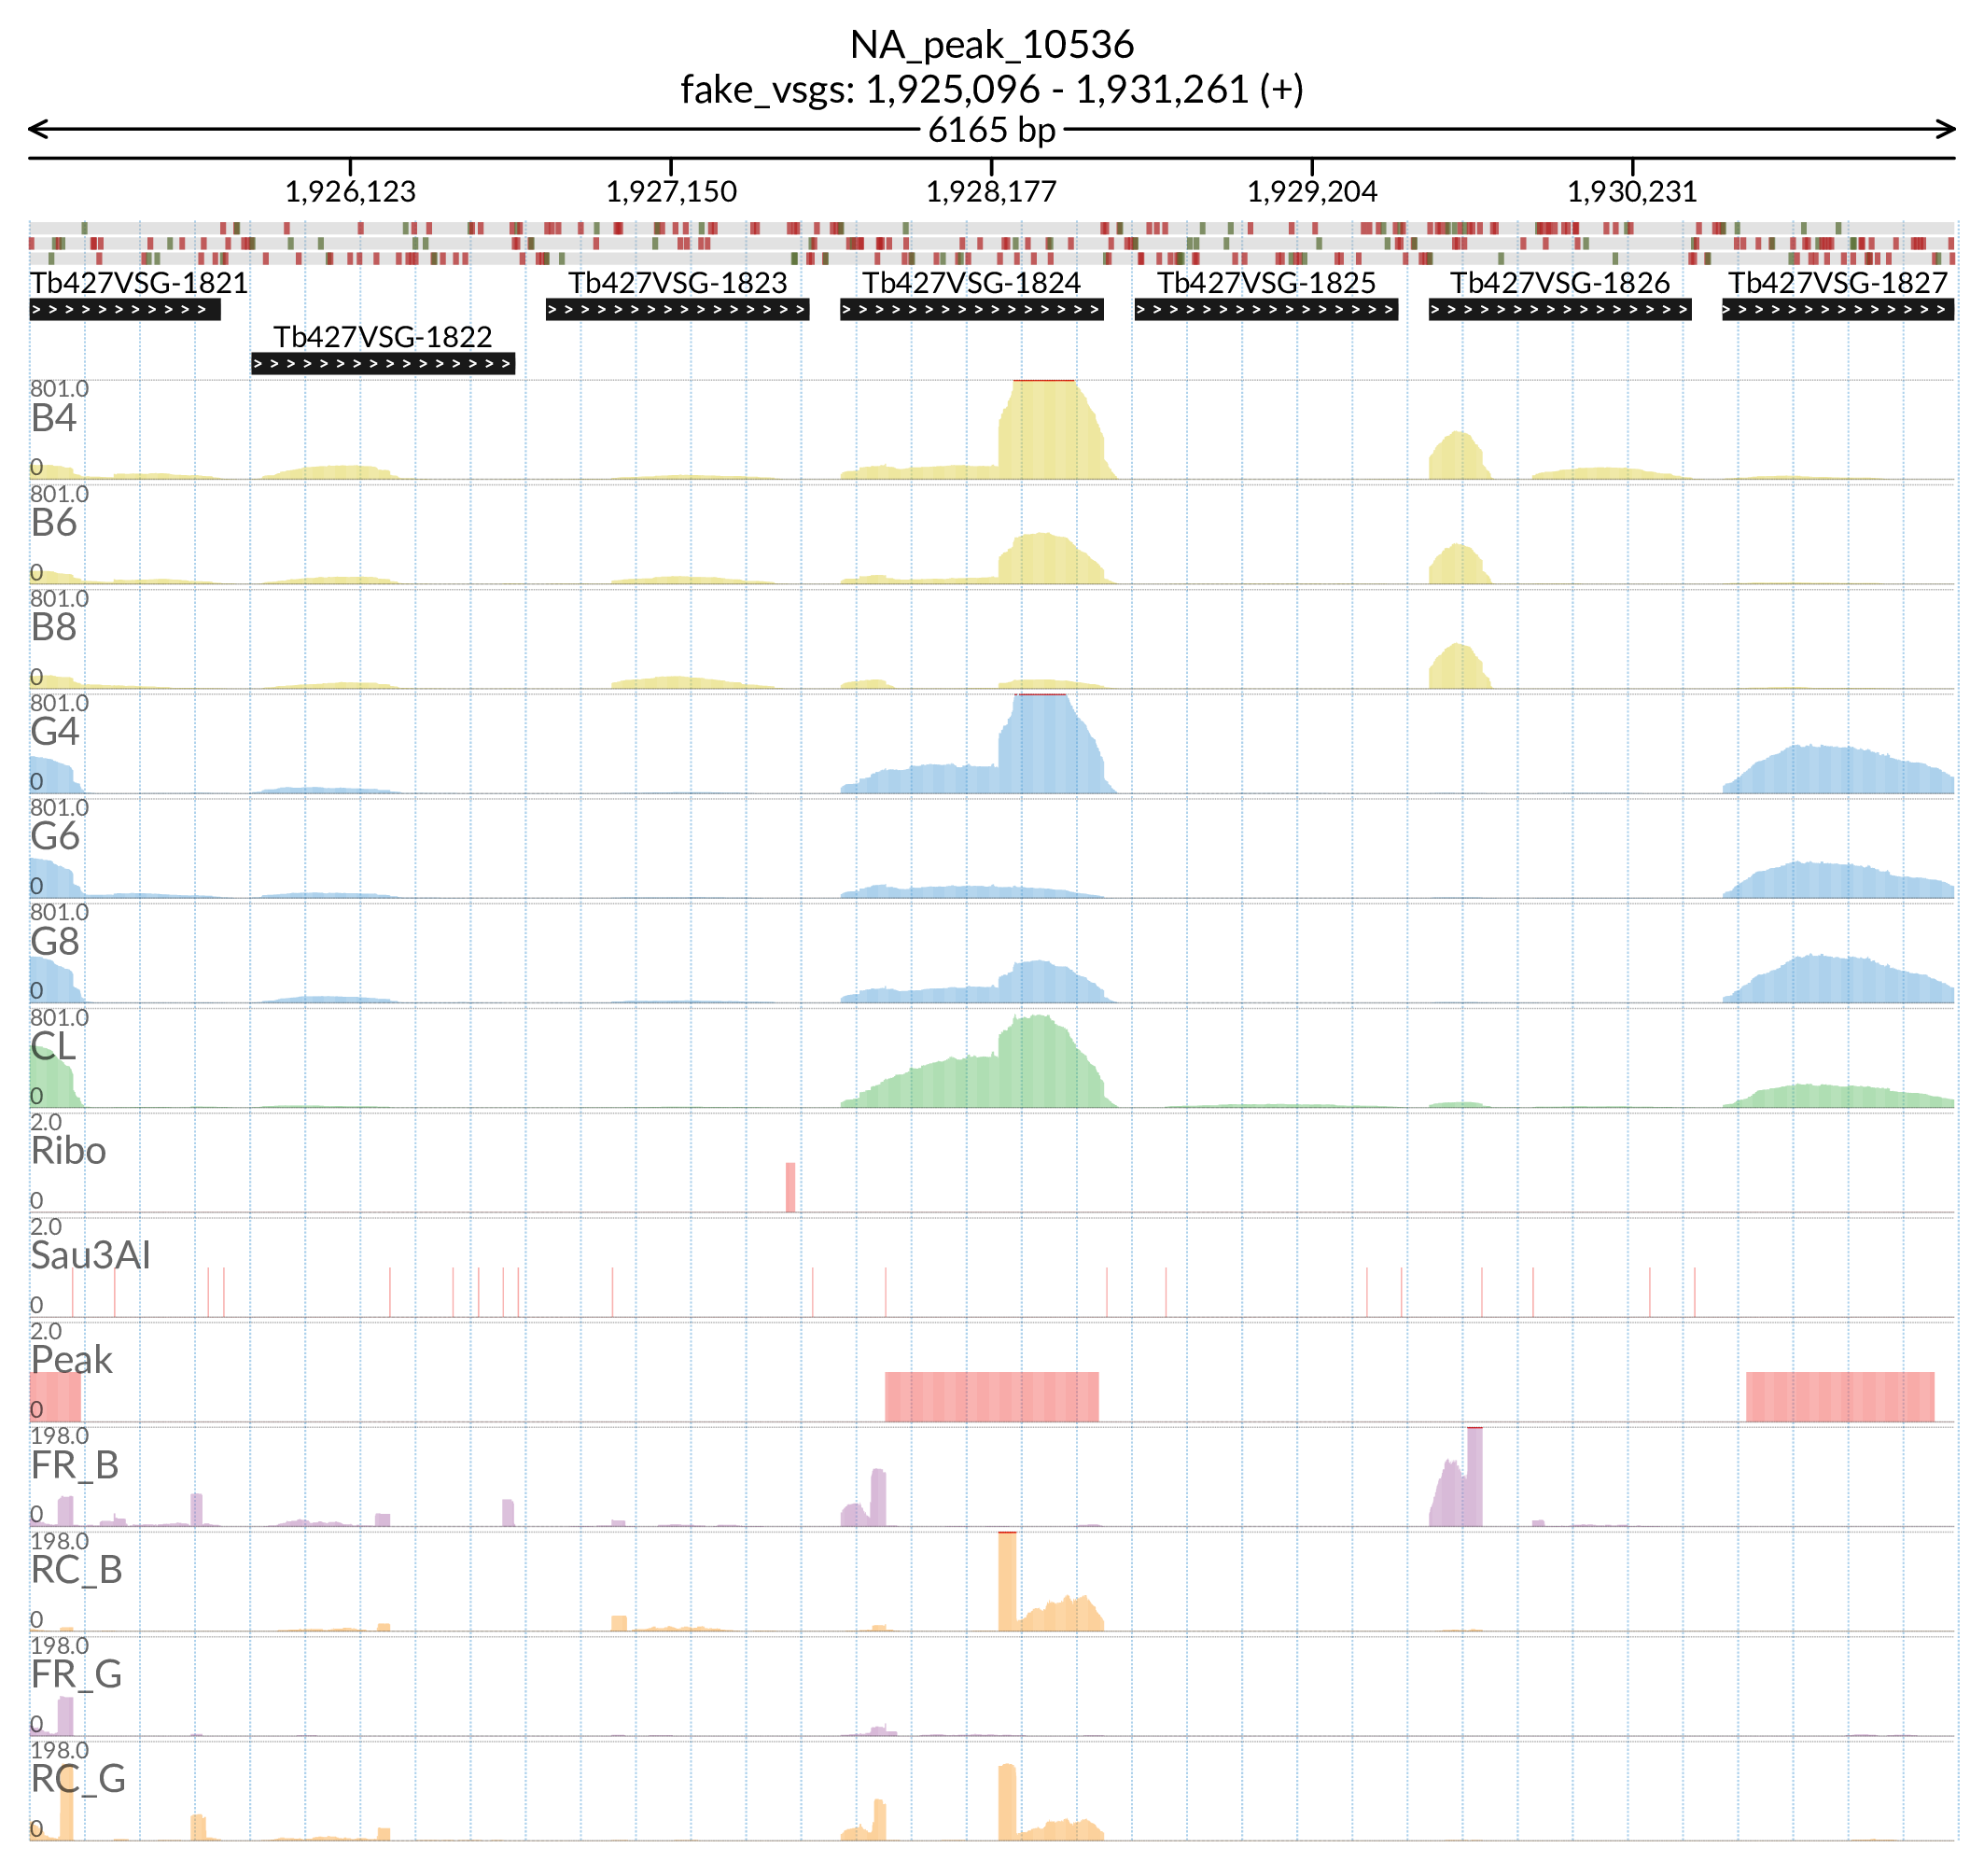 NA_peak_10536
fake_vsgs: 1,925,096 - 1,931,261 (+)
6165 bp
1,926,123 1,927,150 1,928,177 1,929,204 1,930,231
Tb427VSG-1821 Tb427VSG-1823 Tb427VSG-1824 Tb427VSG-1825 Tb427VSG-1826 Tb427VSG-1827
Tb427VSG-1822
801.0
B4
0
801.0
B6
0
801.0
B8
0
801.0
G4
0
801.0
G6
0
801.0
G8
0
801.0
CL
0
2.0
Ribo
0
2.0
Sau3AI
0
2.0
Peak
0
198.0
FR_B
0
198.0
RC_B
0
198.0
FR_G
0
198.0
RC_G
0